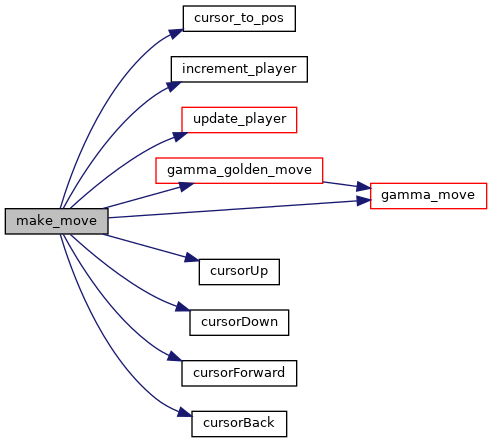 cursor_to_pos
increment_player
update_player
gamma_golden_move
gamma_move
make_move
cursorUp
cursorDown
cursorForward
cursorBack